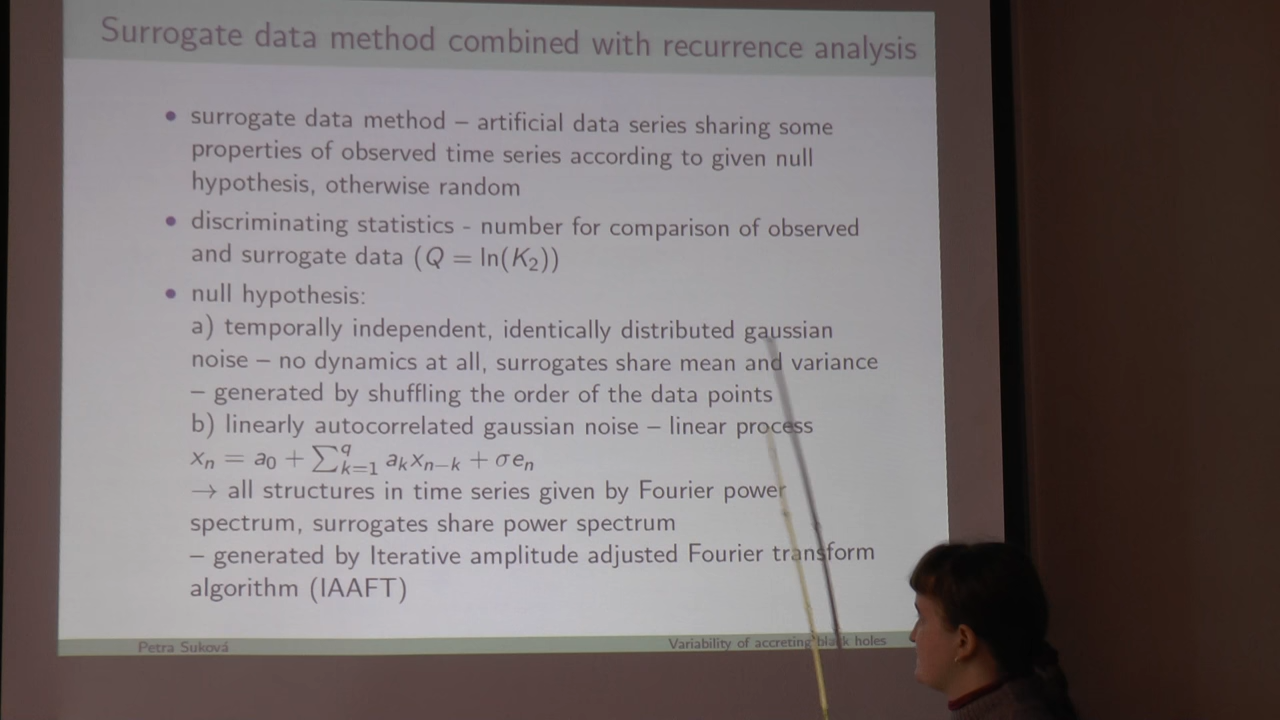 Surrogate data method combined with recurrence analysis
• surrogate data method – artificial data series sharing some
properties of observed time series according to given null
hypothesis, otherwise random
• discriminating statistics - number for comparison of observed
and surrogate data (Q = ln(K₂))
• null hypothesis:
a) temporally independent, identically distributed gaussian
noise – no dynamics at all, surrogates share mean and variance
– generated by shuffling the order of the data points
b) linearly autocorrelated gaussian noise – linear process
xₙ = a₀ + ∑_{k=1}^{q} aₖxₙ₋ₖ + σeₙ
→ all structures in time series given by Fourier power
spectrum, surrogates share power spectrum
– generated by Iterative amplitude adjusted Fourier transform
algorithm (IAAFT)
Petra Suková Variability of accreting black holes